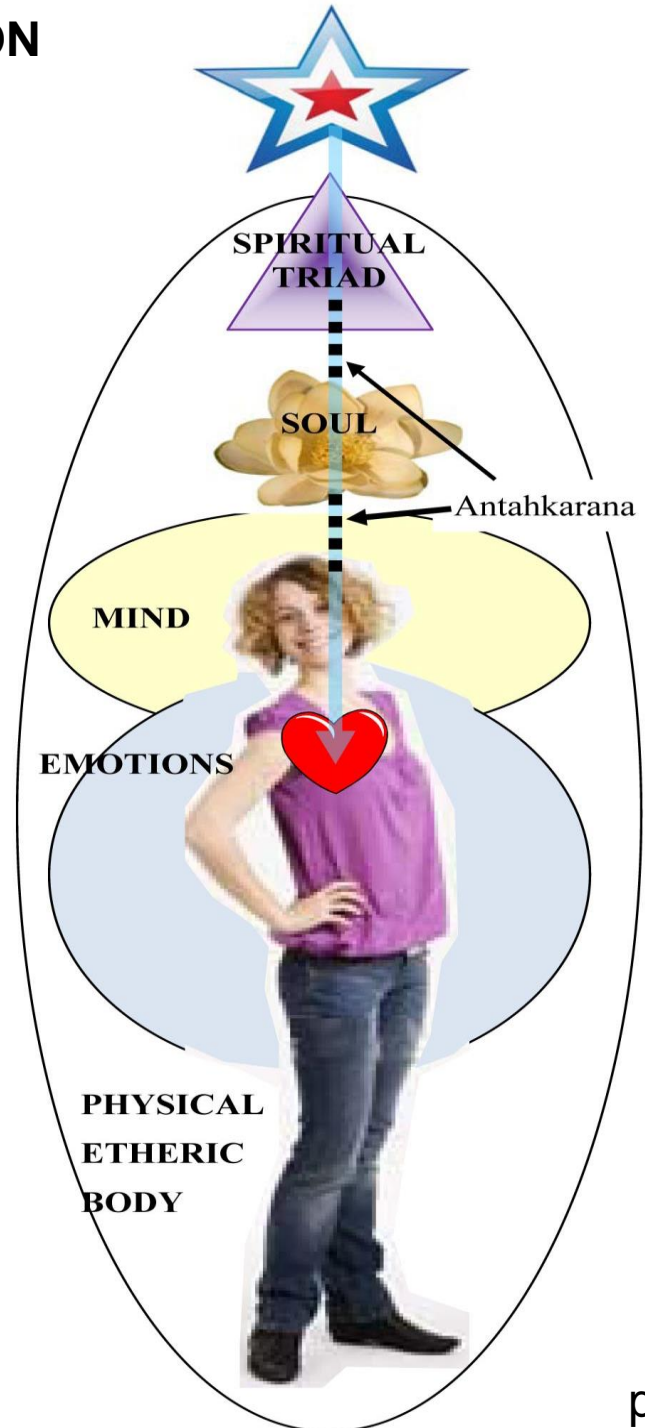 ON
SPIRITUAL
TRIAD
SOUL
Antahkarana
MIND
EMOTIONS
PHYSICAL
ETHERIC
BODY
p